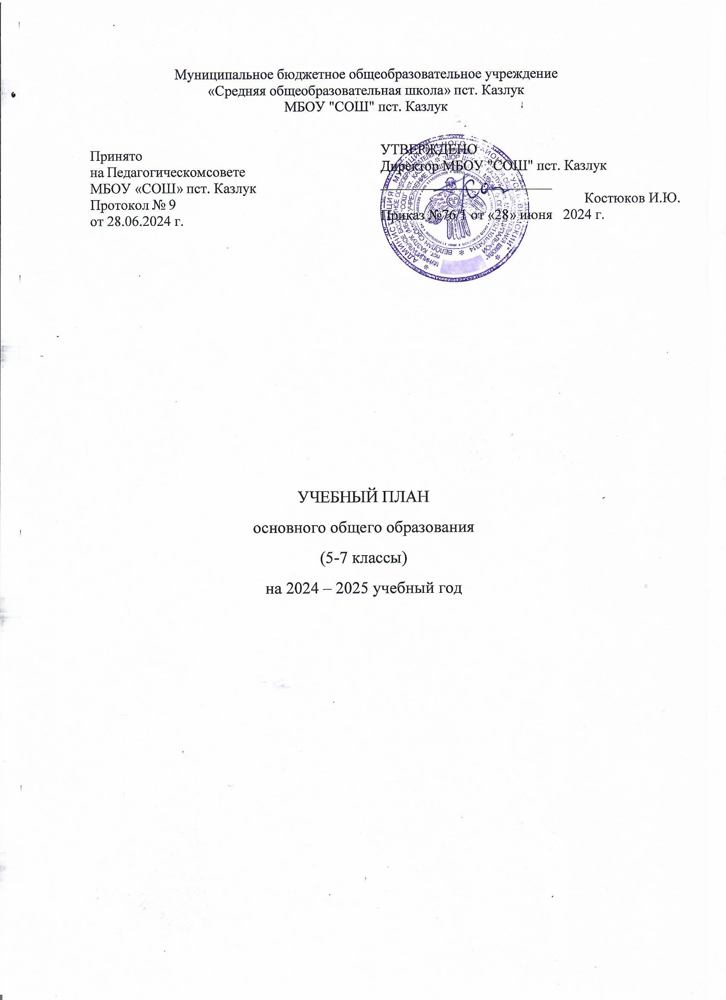 Муниципальное бюджетное общеобразовательное учреждение
«Средняя общеобразовательная школа» пст. Казлук
МБОУ "СОШ" пст. Казлук
Принято
на Педагогическомсовете
МБОУ «СОШ» пст. Казлук
Протокол № 9
от 28.06.2024 г.
УТВЕРЖДЕНО
Директор МБОУ "СОШ" пст. Казлук
Костюков И.Ю.
Приказ №76/1 от «28» июня 2024 г.
УЧЕБНЫЙ ПЛАН
основного общего образования
(5-7 классы)
на 2024 – 2025 учебный год